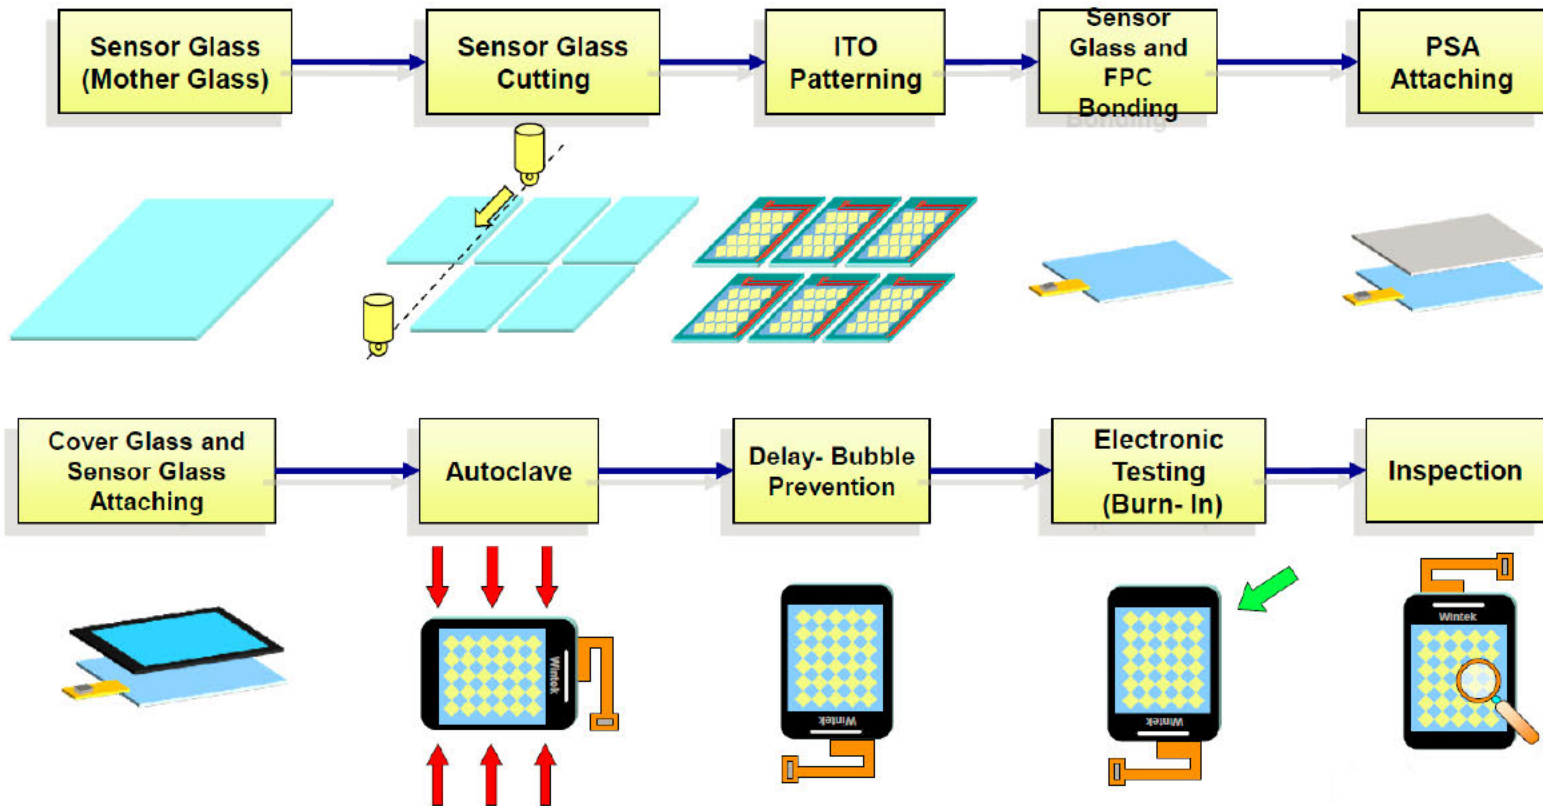 Sensor Glass
(Mother Glass)
Sensor Glass
Cutting
ITO
Patterning
Sensor
Glass and
FPC
Bonding
Bonding
PSA
Attaching
Cover Glass and
Sensor Glass
Attaching
Autoclave
Delay- Bubble
Prevention
Electronic
Testing
(Burn- In)
Inspection
Wintek
Wintek
Wintek
Wintek